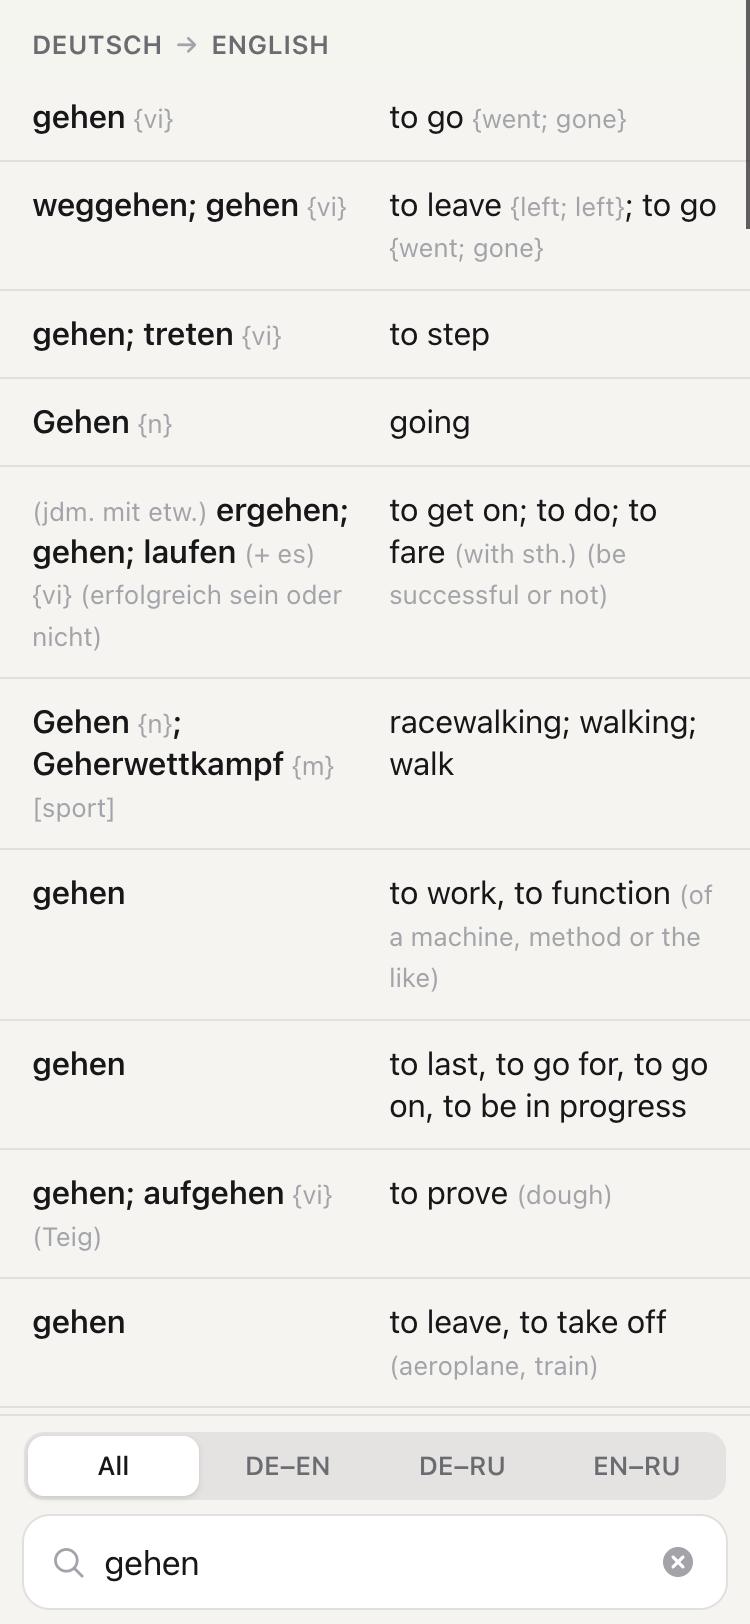 DEUTSCH → ENGLISH
gehen {vi} to go {went; gone}
weggehen; gehen {vi} to leave {left; left}; to go
{went; gone}
gehen; treten {vi} to step
Gehen {n} going
(jdm. mit etw.) ergehen; to get on; to do; to
gehen; laufen (+ es) fare (with sth.) (be
{vi} (erfolgreich sein oder successful or not)
nicht)
Gehen {n}; racewalking; walking;
Geherwettkampf {m} walk
[sport]
gehen to work, to function (of
a machine, method or the
like)
gehen to last, to go for, to go
on, to be in progress
gehen; aufgehen {vi} to prove (dough)
(Teig)
gehen to leave, to take off
(aeroplane, train)
All DE–EN DE–RU EN–RU
gehen